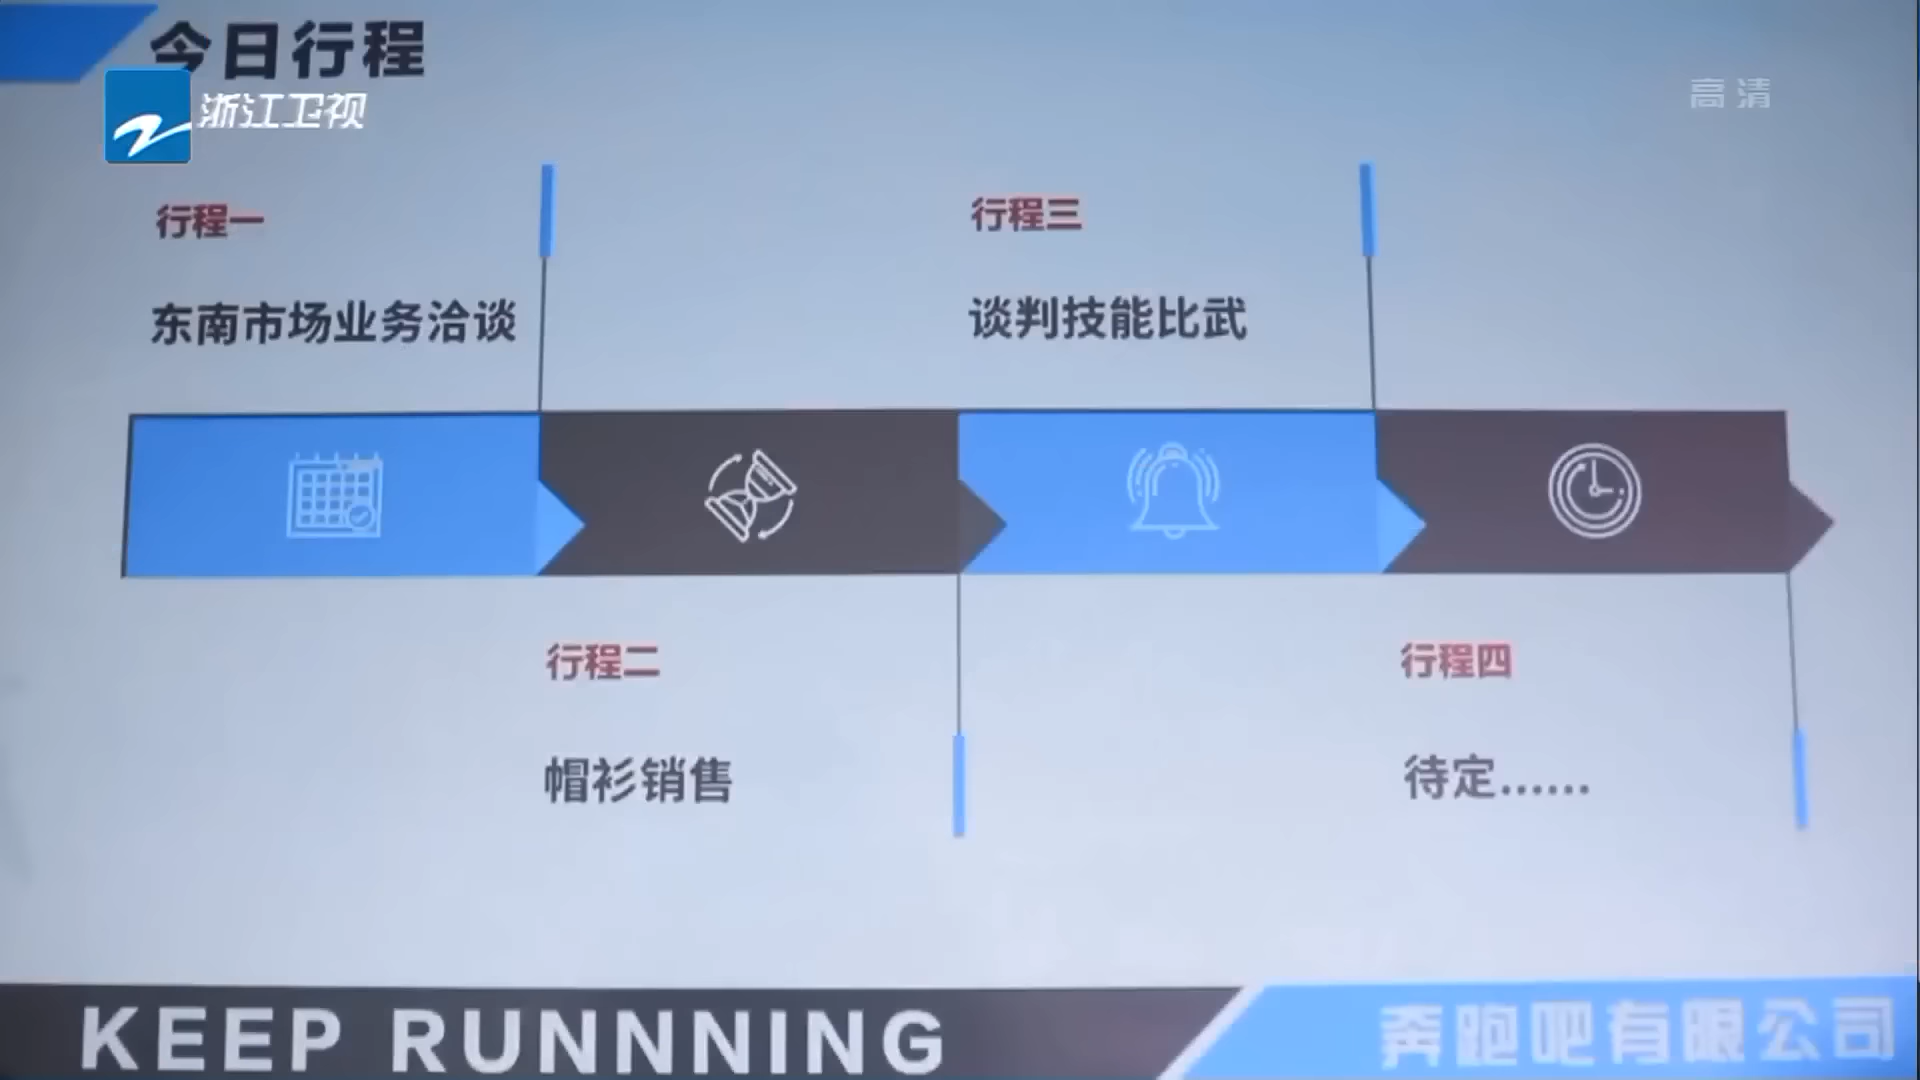 今日行程
浙江卫视
高清
行程一
东南市场业务洽谈
行程三
谈判技能比武
行程二
帽衫销售
行程四
待定......
KEEP RUNNNING
奔跑吧有限公司